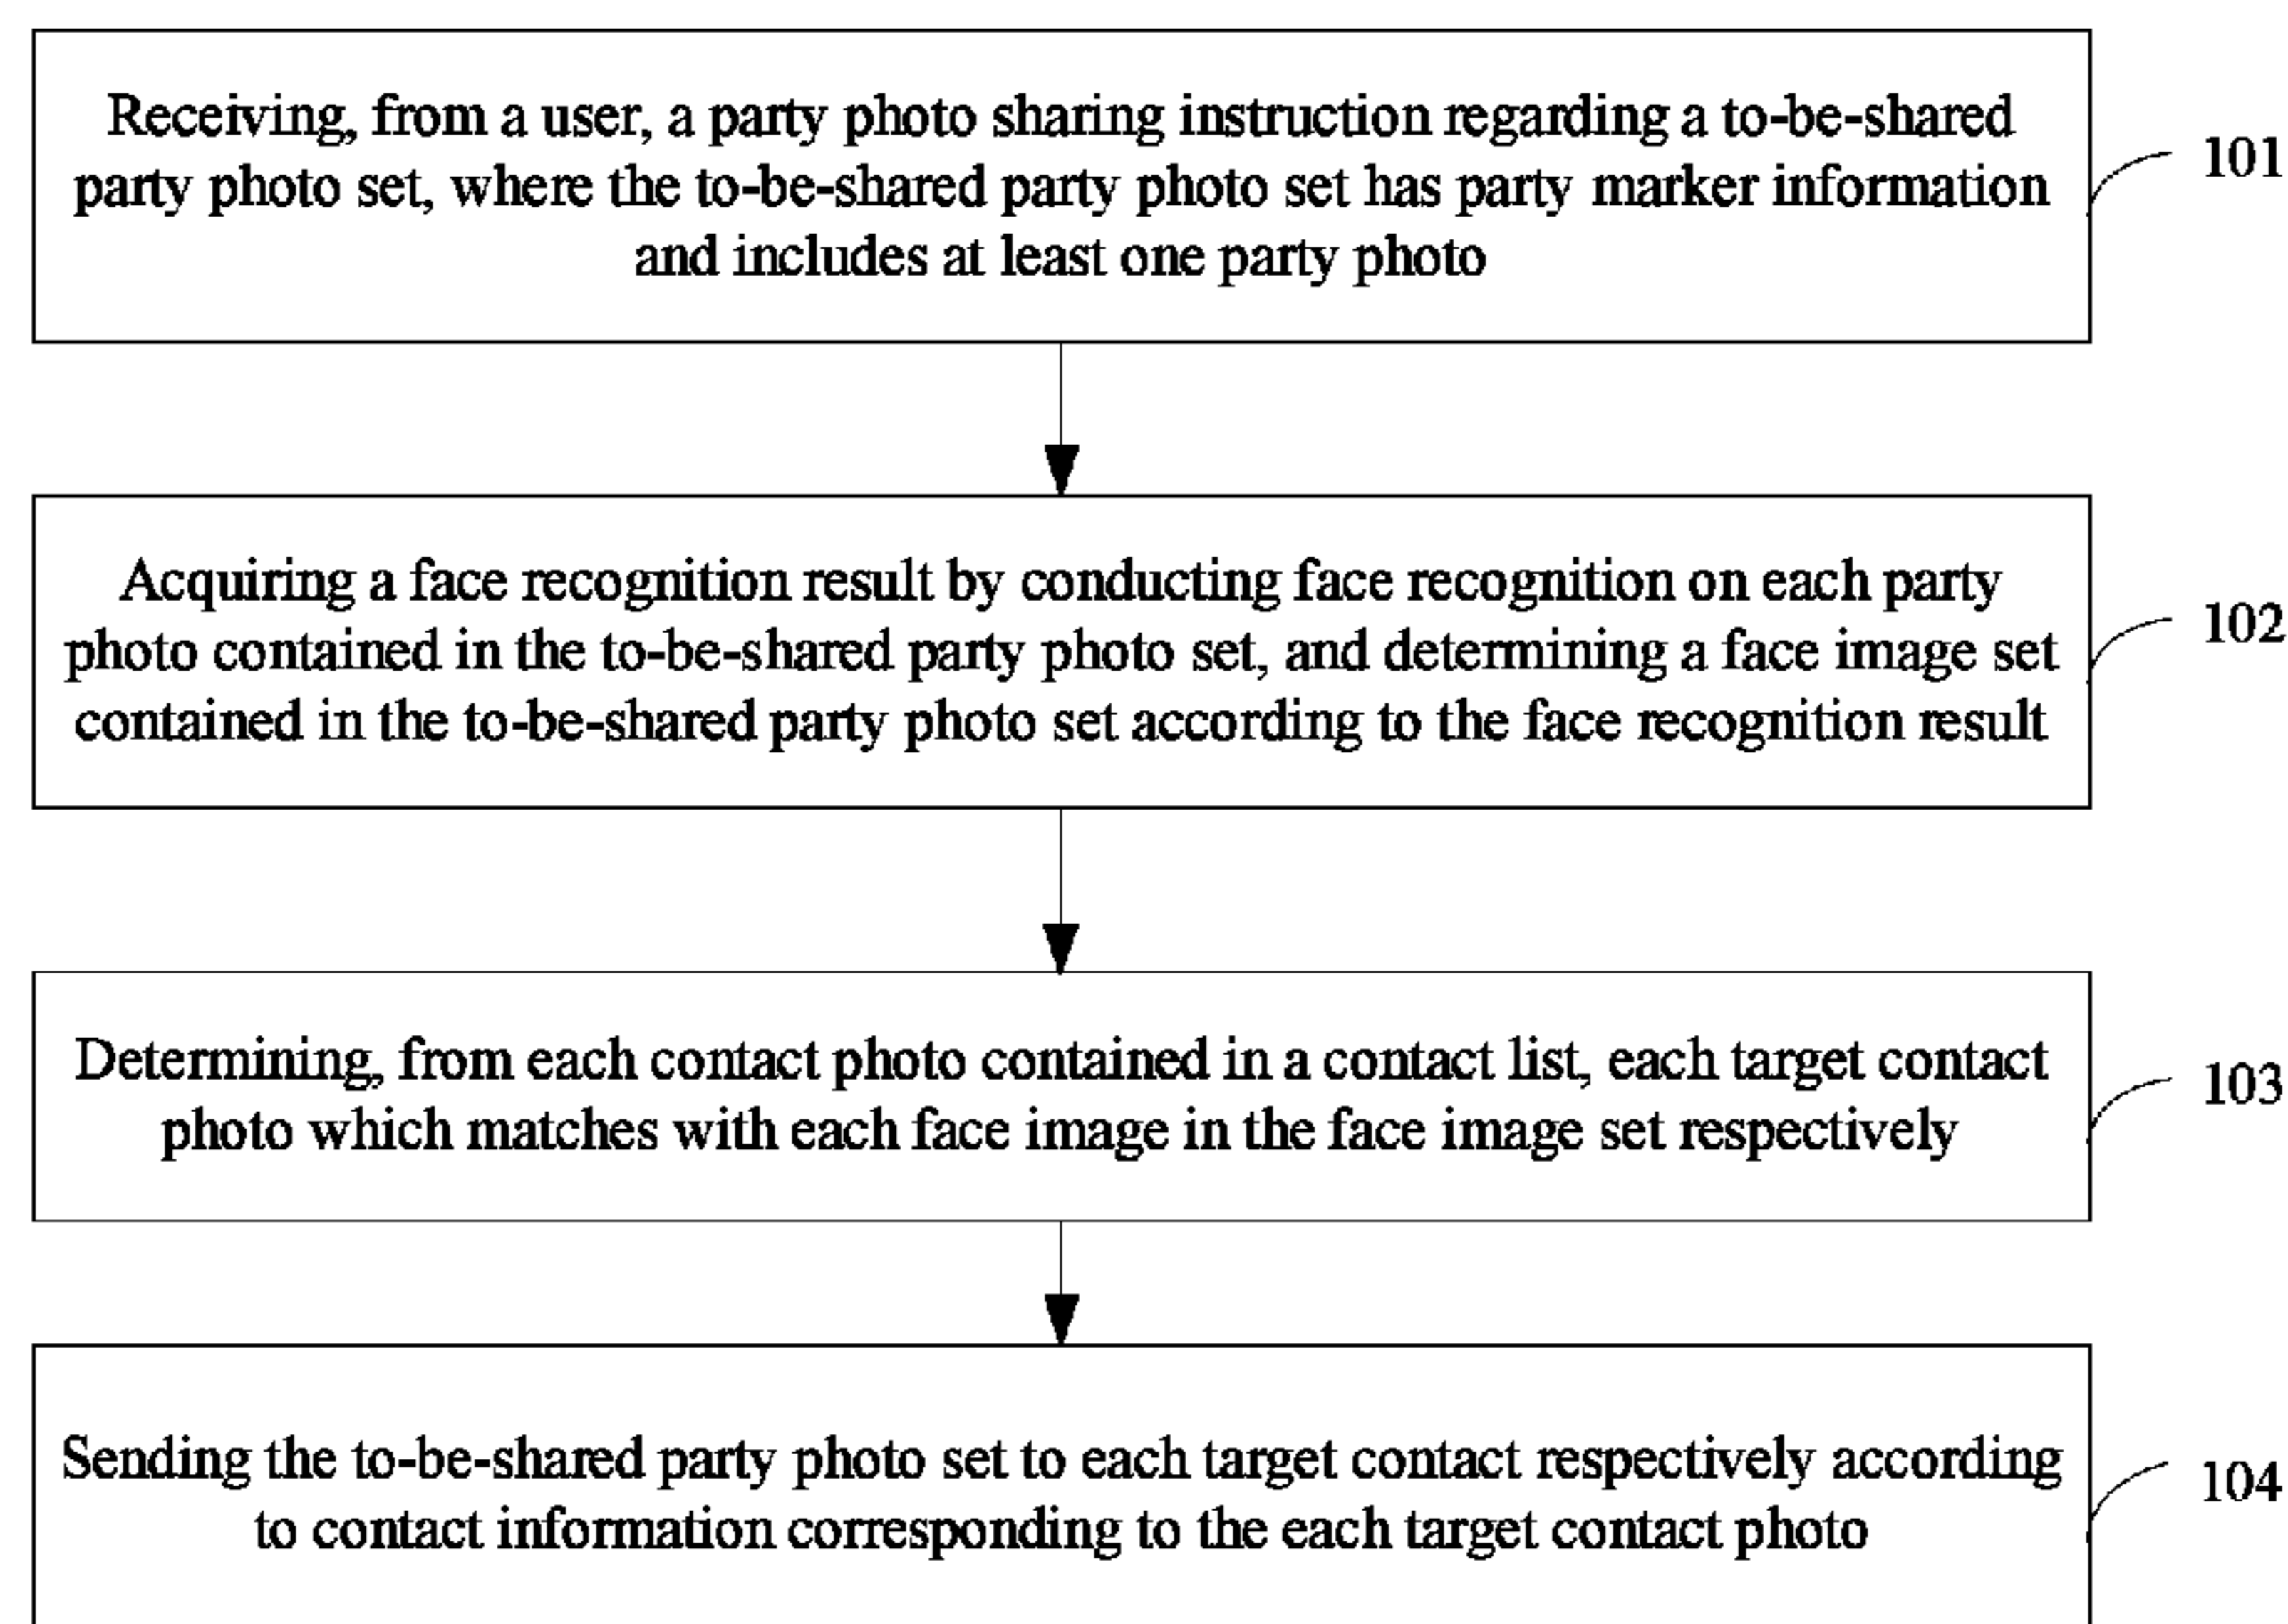 Receiving, from a user, a party photo sharing instruction regarding a to-be-shared
party photo set, where the to-be-shared party photo set has party marker information
and includes at least one party photo
101
Acquiring a face recognition result by conducting face recognition on each party
photo contained in the to-be-shared party photo set, and determining a face image set
contained in the to-be-shared party photo set according to the face recognition result
102
Determining, from each contact photo contained in a contact list, each target contact
photo which matches with each face image in the face image set respectively
103
Sending the to-be-shared party photo set to each target contact respectively according
to contact information corresponding to the each target contact photo
104